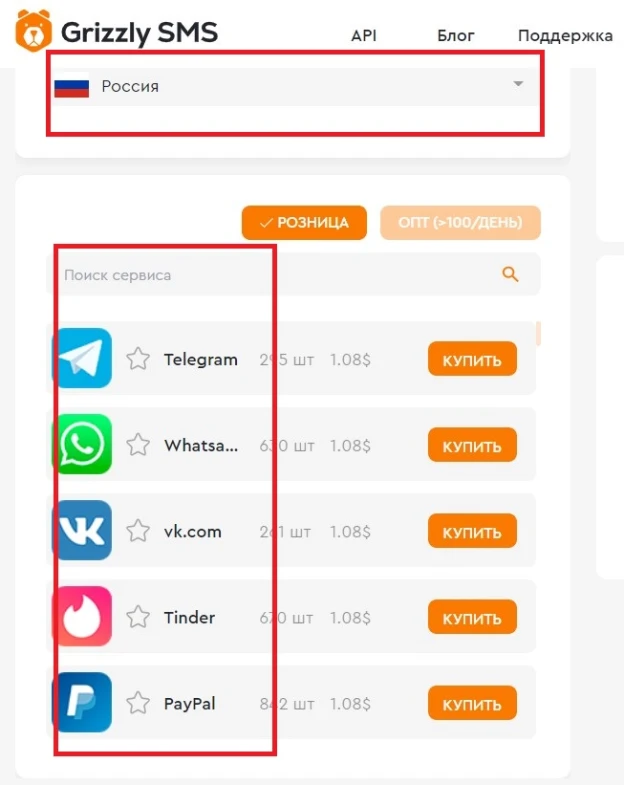 Grizzly SMS
API Блог Поддержка
Россия
РОЗНИЦА ОПТ (>100/ДЕНЬ)
Поиск сервиса
Telegram 295 шт 1.08$ КУПИТЬ
Whatsa... 630 шт 1.08$ КУПИТЬ
vk.com 261 шт 1.08$ КУПИТЬ
Tinder 670 шт 1.08$ КУПИТЬ
PayPal 842 шт 1.08$ КУПИТЬ